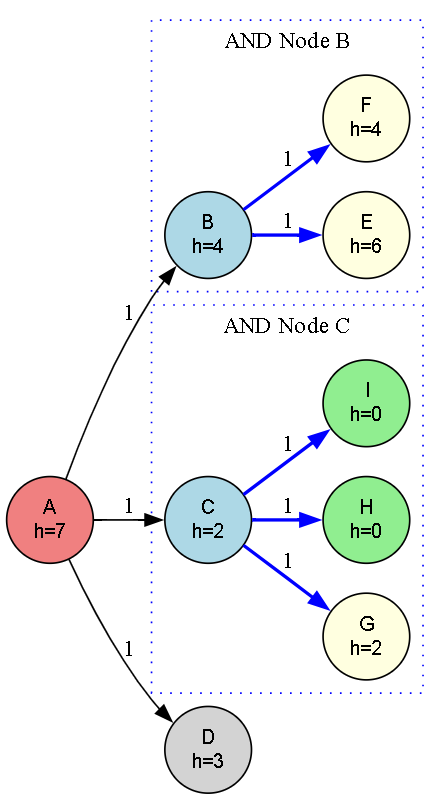 AND Node B
F
h=4
1
B
h=4
1
E
h=6
1
AND Node C
I
h=0
1
A
h=7
1
C
h=2
1
H
h=0
1
G
h=2
1
D
h=3